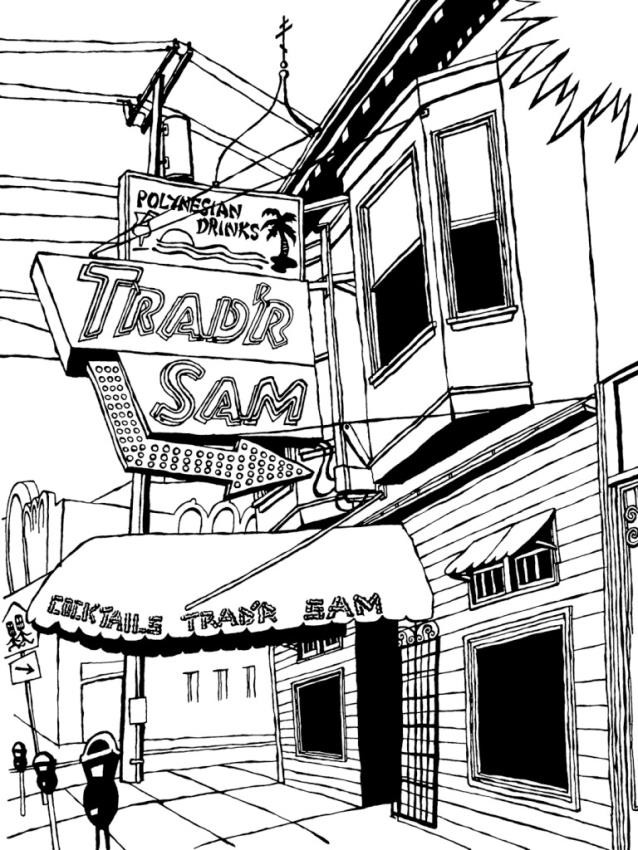 POLYNESIAN
DRINKS
TRAD'R
SAM
COCKTAILS TRAD'R SAM